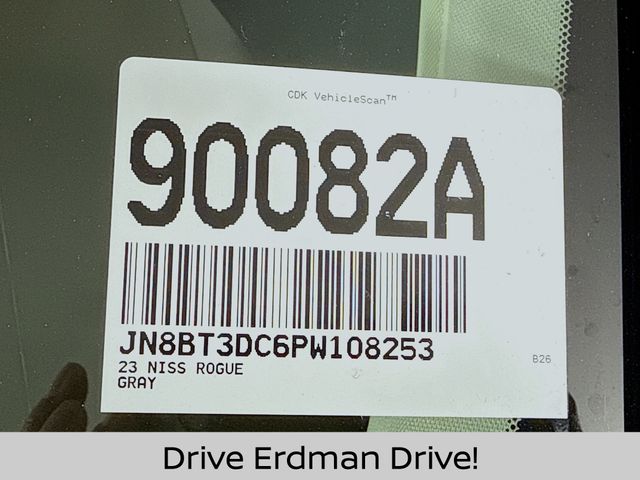 CDK VehicleScan™
90082A
JN8BT3DC6PW108253
23 NISS ROGUE
GRAY
B26
Drive Erdman Drive!